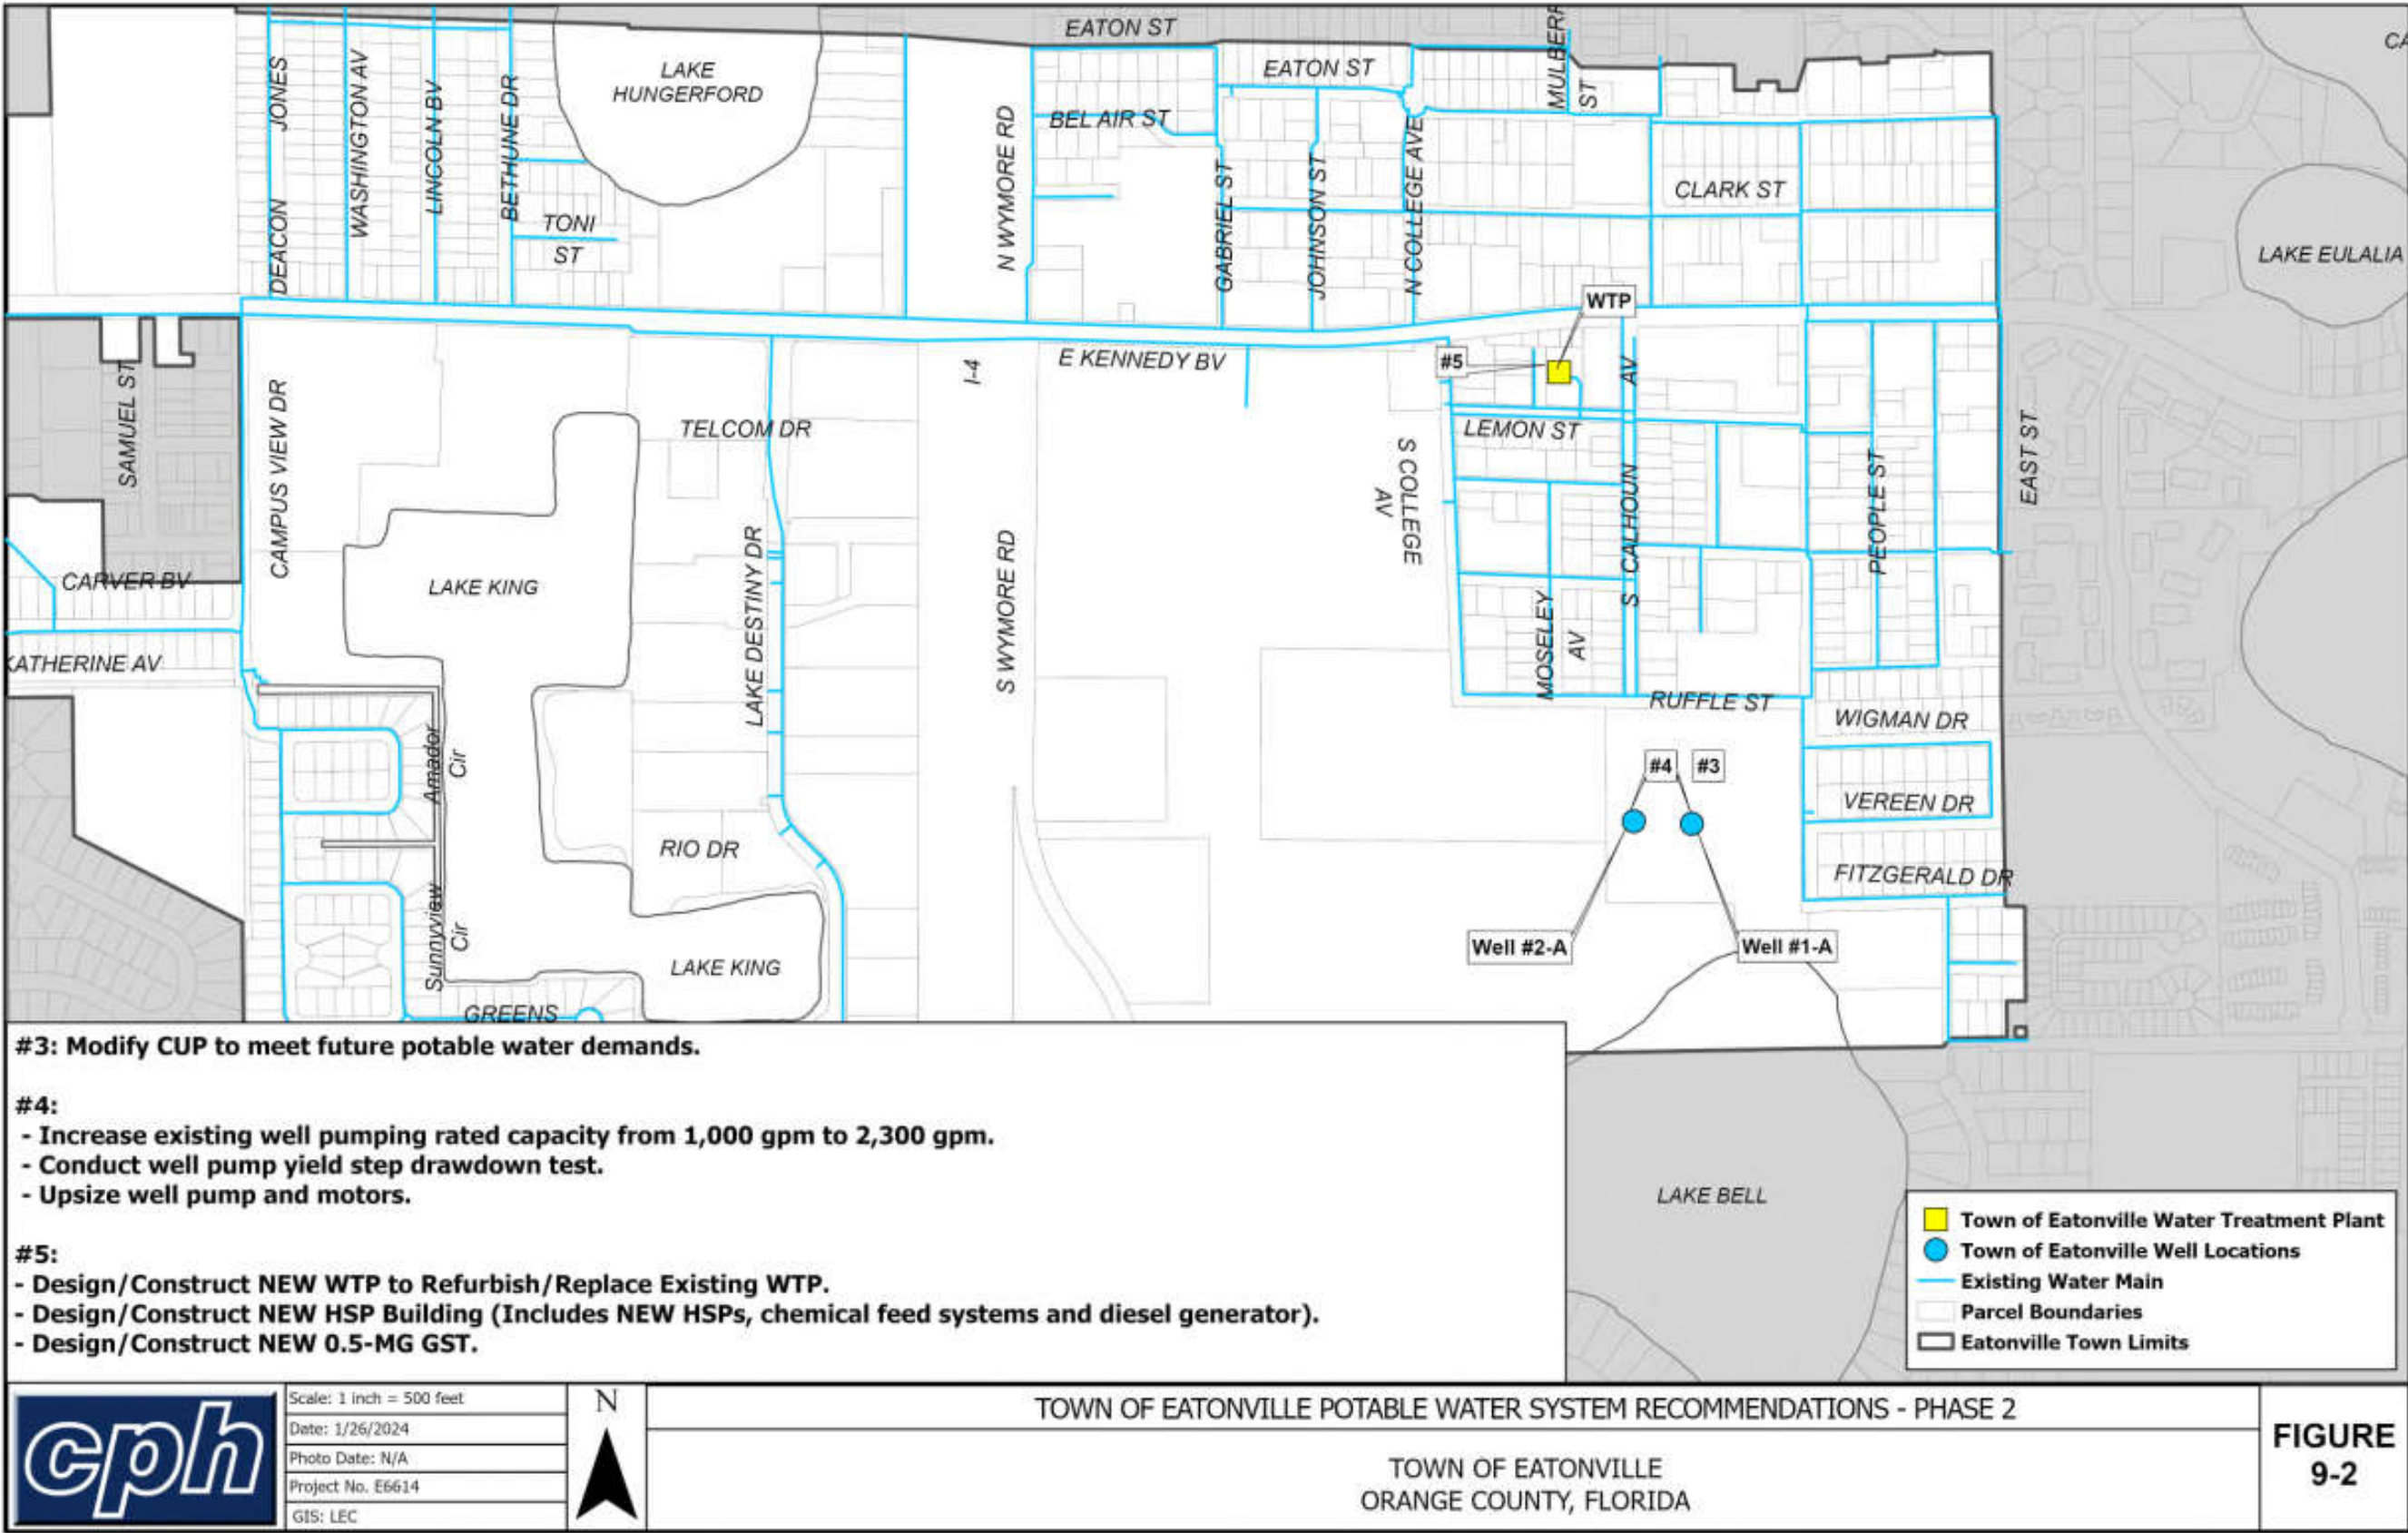 EATON ST
MULBERR
ST
CA
LAKE
HUNGERFORD
EATON ST
DEACON JONES
WASHINGTON AV
LINCOLN BV
BETHUNE DR
N WYMORE RD
BEL AIR ST
GABRIEL ST
JOHNSON ST
N COLLEGE AVE
CLARK ST
TONI
ST
LAKE EULALIA
WTP
#5
SAMUEL ST
CAMPUS VIEW DR
I-4
E KENNEDY BV
AV
TELCOM DR
LEMON ST
S COLLEGE
AV
S CALHOUN
PEOPLE ST
EAST ST
CARVER BV
LAKE KING
LAKE DESTINY DR
S WYMORE RD
MOSELEY
AV
KATHERINE AV
RUFFLE ST
WIGMAN DR
Amador
Cir
#4
#3
VEREEN DR
RIO DR
FITZGERALD DR
Sunnyview
Cir
Well #2-A
Well #1-A
LAKE KING
GREENS
#3: Modify CUP to meet future potable water demands.
#4:
- Increase existing well pumping rated capacity from 1,000 gpm to 2,300 gpm.
- Conduct well pump yield step drawdown test.
- Upsize well pump and motors.
#5:
- Design/Construct NEW WTP to Refurbish/Replace Existing WTP.
- Design/Construct NEW HSP Building (Includes NEW HSPs, chemical feed systems and diesel generator).
- Design/Construct NEW 0.5-MG GST.
LAKE BELL
Town of Eatonville Water Treatment Plant
Town of Eatonville Well Locations
Existing Water Main
Parcel Boundaries
Eatonville Town Limits
cph
Scale: 1 inch = 500 feet
Date: 1/26/2024
Photo Date: N/A
Project No. E6614
GIS: LEC
N
TOWN OF EATONVILLE POTABLE WATER SYSTEM RECOMMENDATIONS - PHASE 2
TOWN OF EATONVILLE
ORANGE COUNTY, FLORIDA
FIGURE
9-2